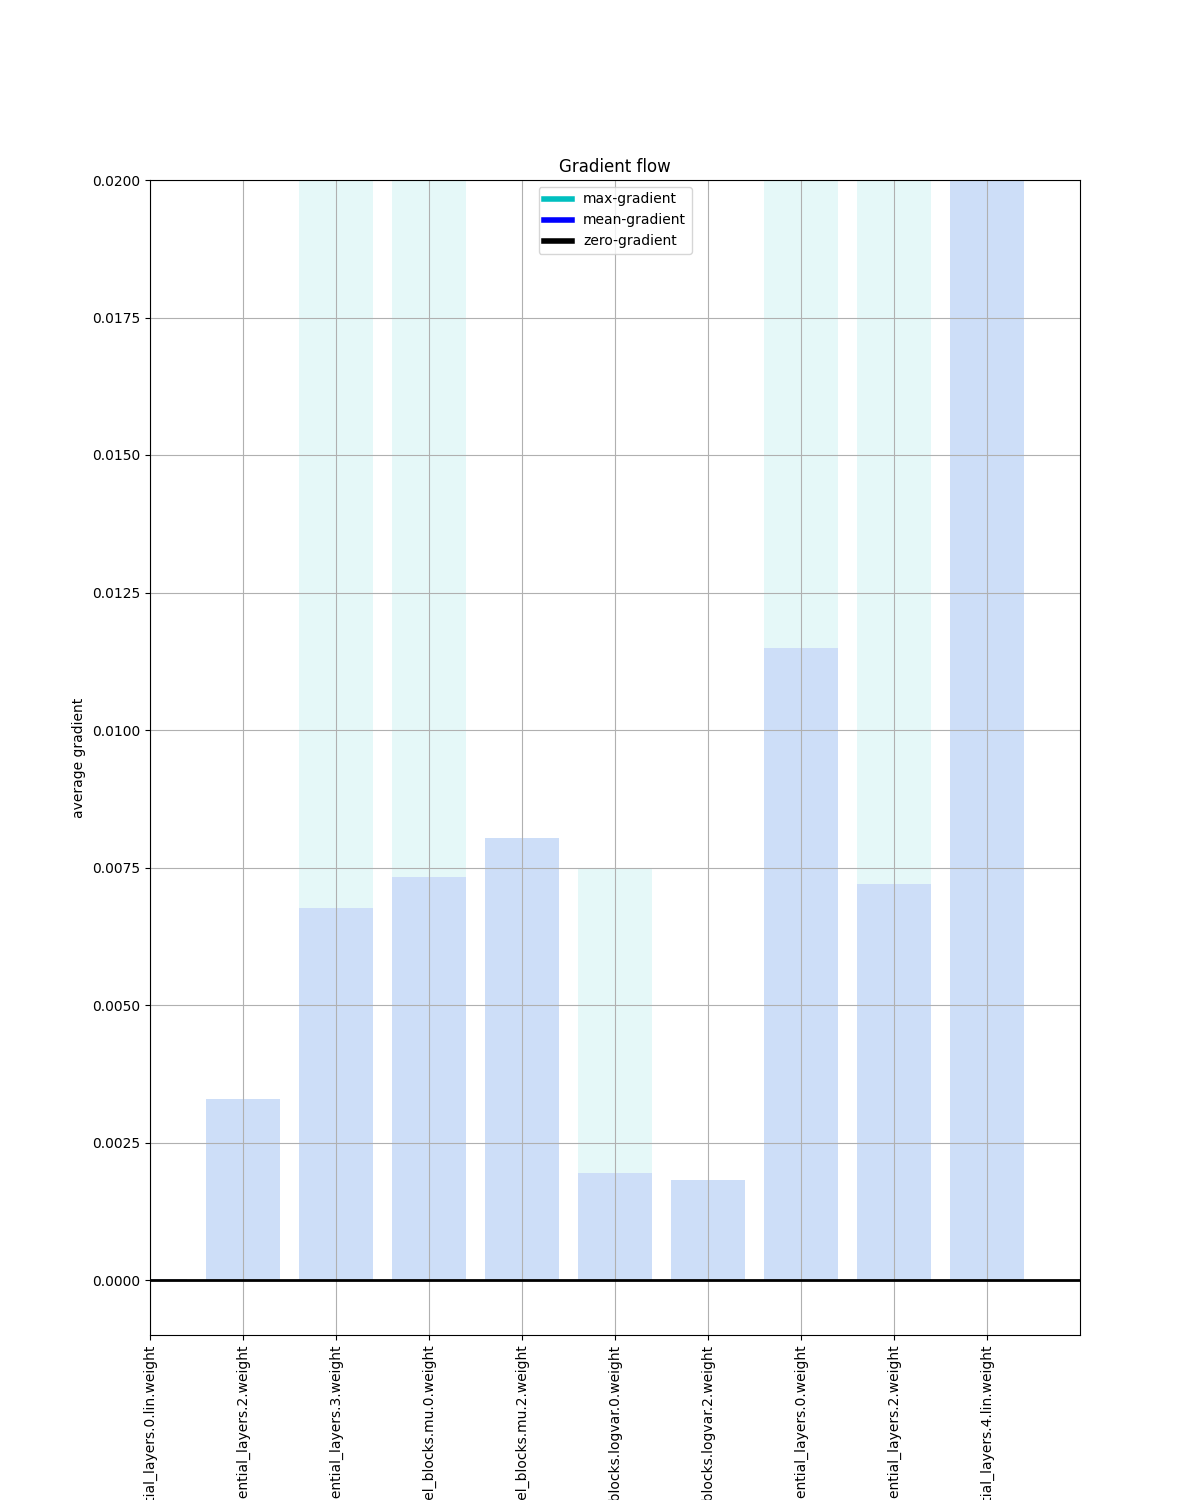 Gradient flow
max-gradient
mean-gradient
zero-gradient
0.0200
0.0175
0.0150
0.0125
0.0100
0.0075
0.0050
0.0025
0.0000
average gradient
tial_layers.0.lin.weight
ential_layers.2.weight
ential_layers.3.weight
el_blocks.mu.0.weight
el_blocks.mu.2.weight
blocks.logvar.0.weight
blocks.logvar.2.weight
ential_layers.0.weight
ential_layers.2.weight
tial_layers.4.lin.weight